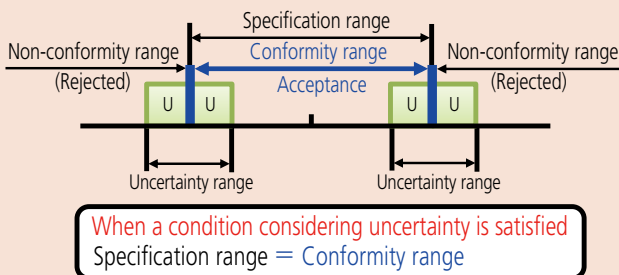 Specification range
Non-conformity range
Conformity range
Non-conformity range
(Rejected)
Acceptance
(Rejected)
U U
U U
Uncertainty range
Uncertainty range
When a condition considering uncertainty is satisfied
Specification range = Conformity range